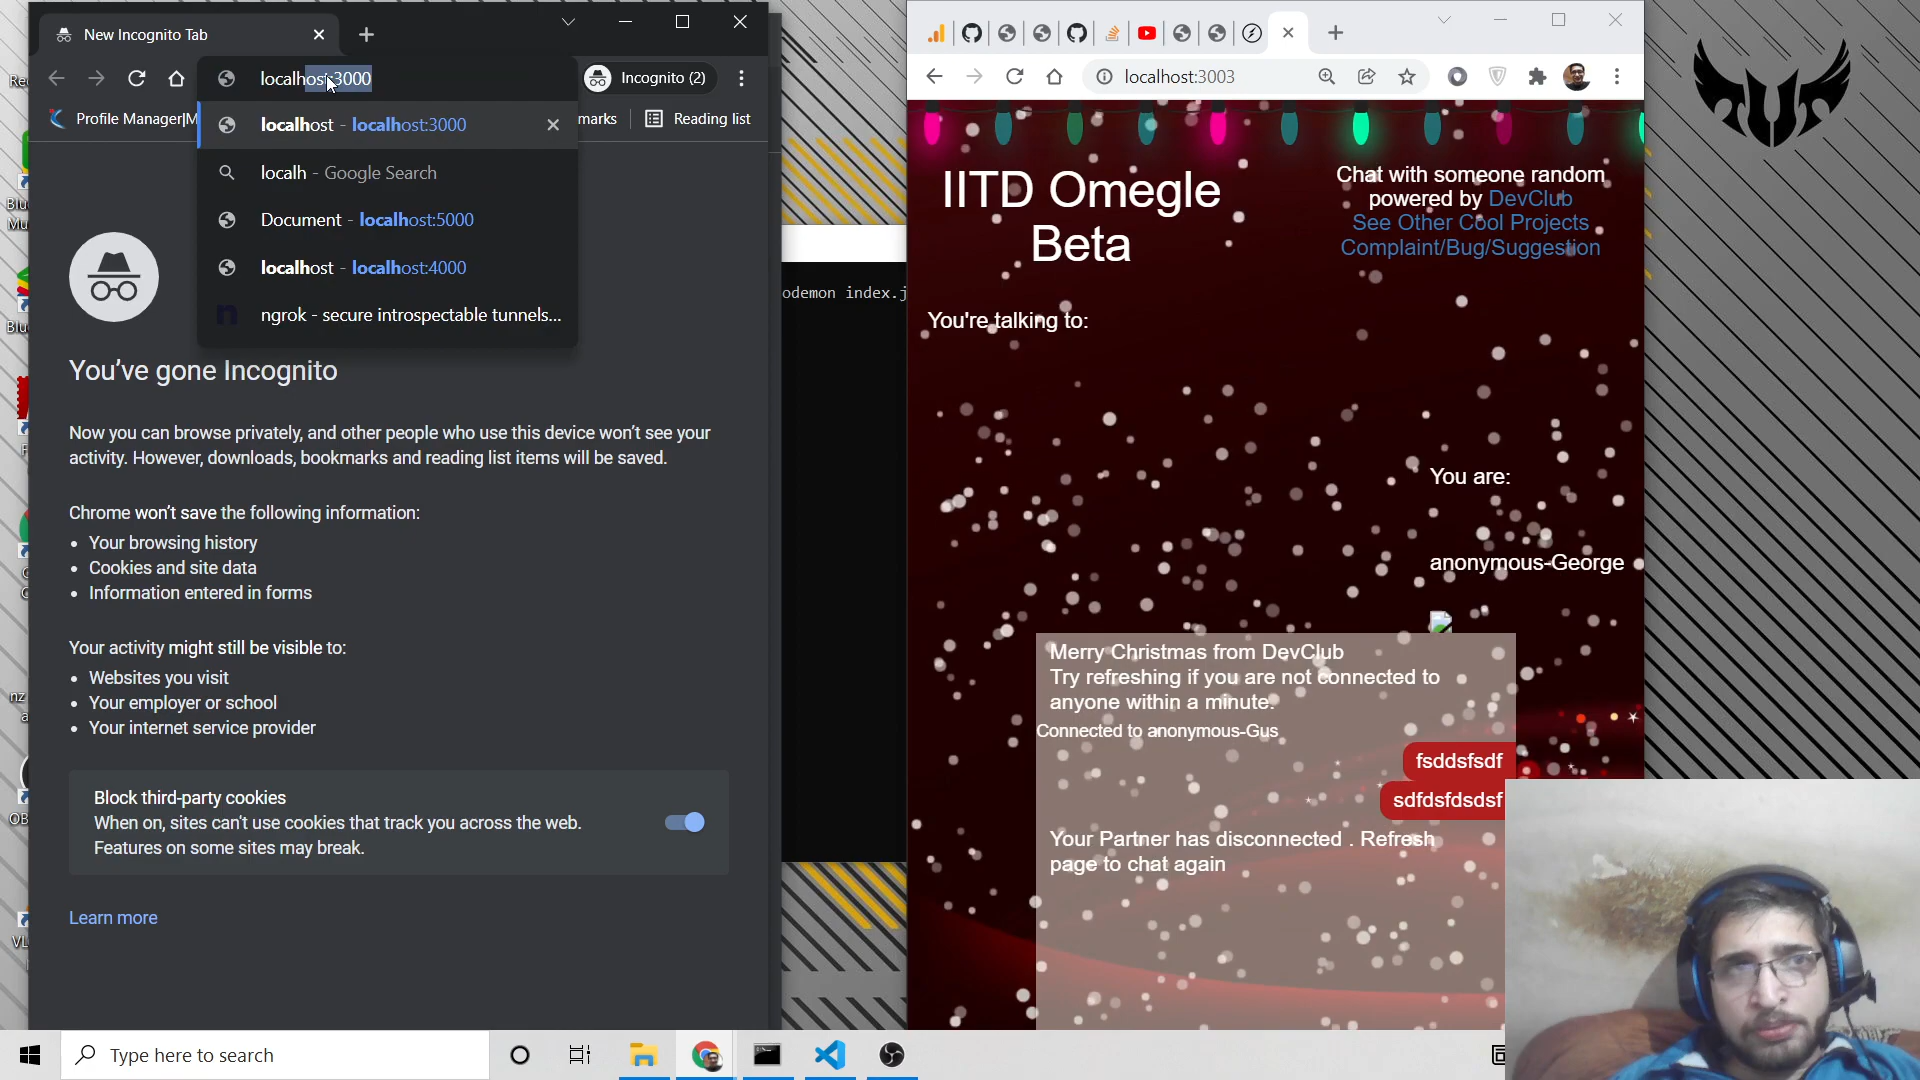 New Incognito Tab
localhost:3000
Incognito (2)
Profile Manager|M
marks
Reading list
localhost - localhost:3000
localh - Google Search
Document - localhost:5000
localhost - localhost:4000
ngrok - secure introspectable tunnels...
You've gone Incognito
Now you can browse privately, and other people who use this device won't see your
activity. However, downloads, bookmarks and reading list items will be saved.
Chrome won't save the following information:
• Your browsing history
• Cookies and site data
• Information entered in forms
Your activity might still be visible to:
• Websites you visit
• Your employer or school
• Your internet service provider
Block third-party cookies
When on, sites can't use cookies that track you across the web.
Features on some sites may break.
Learn more
odemon index.j
localhost:3003
IITD Omegle
Beta
Chat with someone random
powered by DevClub
See Other Cool Projects
Complaint/Bug/Suggestion
You're talking to:
You are:
anonymous-George
Merry Christmas from DevClub
Try refreshing if you are not connected to
anyone within a minute.
Connected to anonymous-Gus
fsddsfsdf
sdfdsfdsdsf
Your Partner has disconnected . Refresh
page to chat again
Type here to search